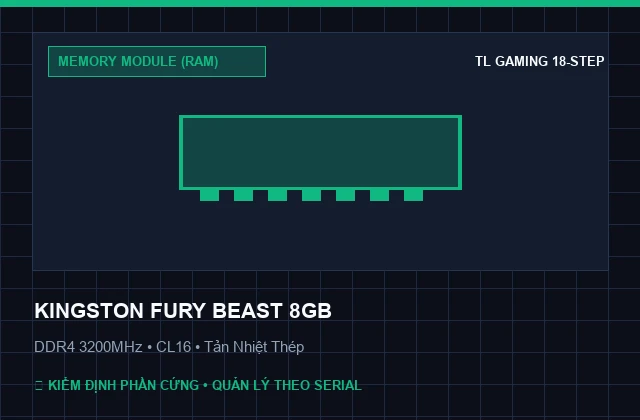 MEMORY MODULE (RAM)
TL GAMING 18-STEP
KINGSTON FURY BEAST 8GB
DDR4 3200MHz • CL16 • Tản Nhiệt Thép
KIỂM ĐỊNH PHẦN CỨNG • QUẢN LÝ THEO SERIAL